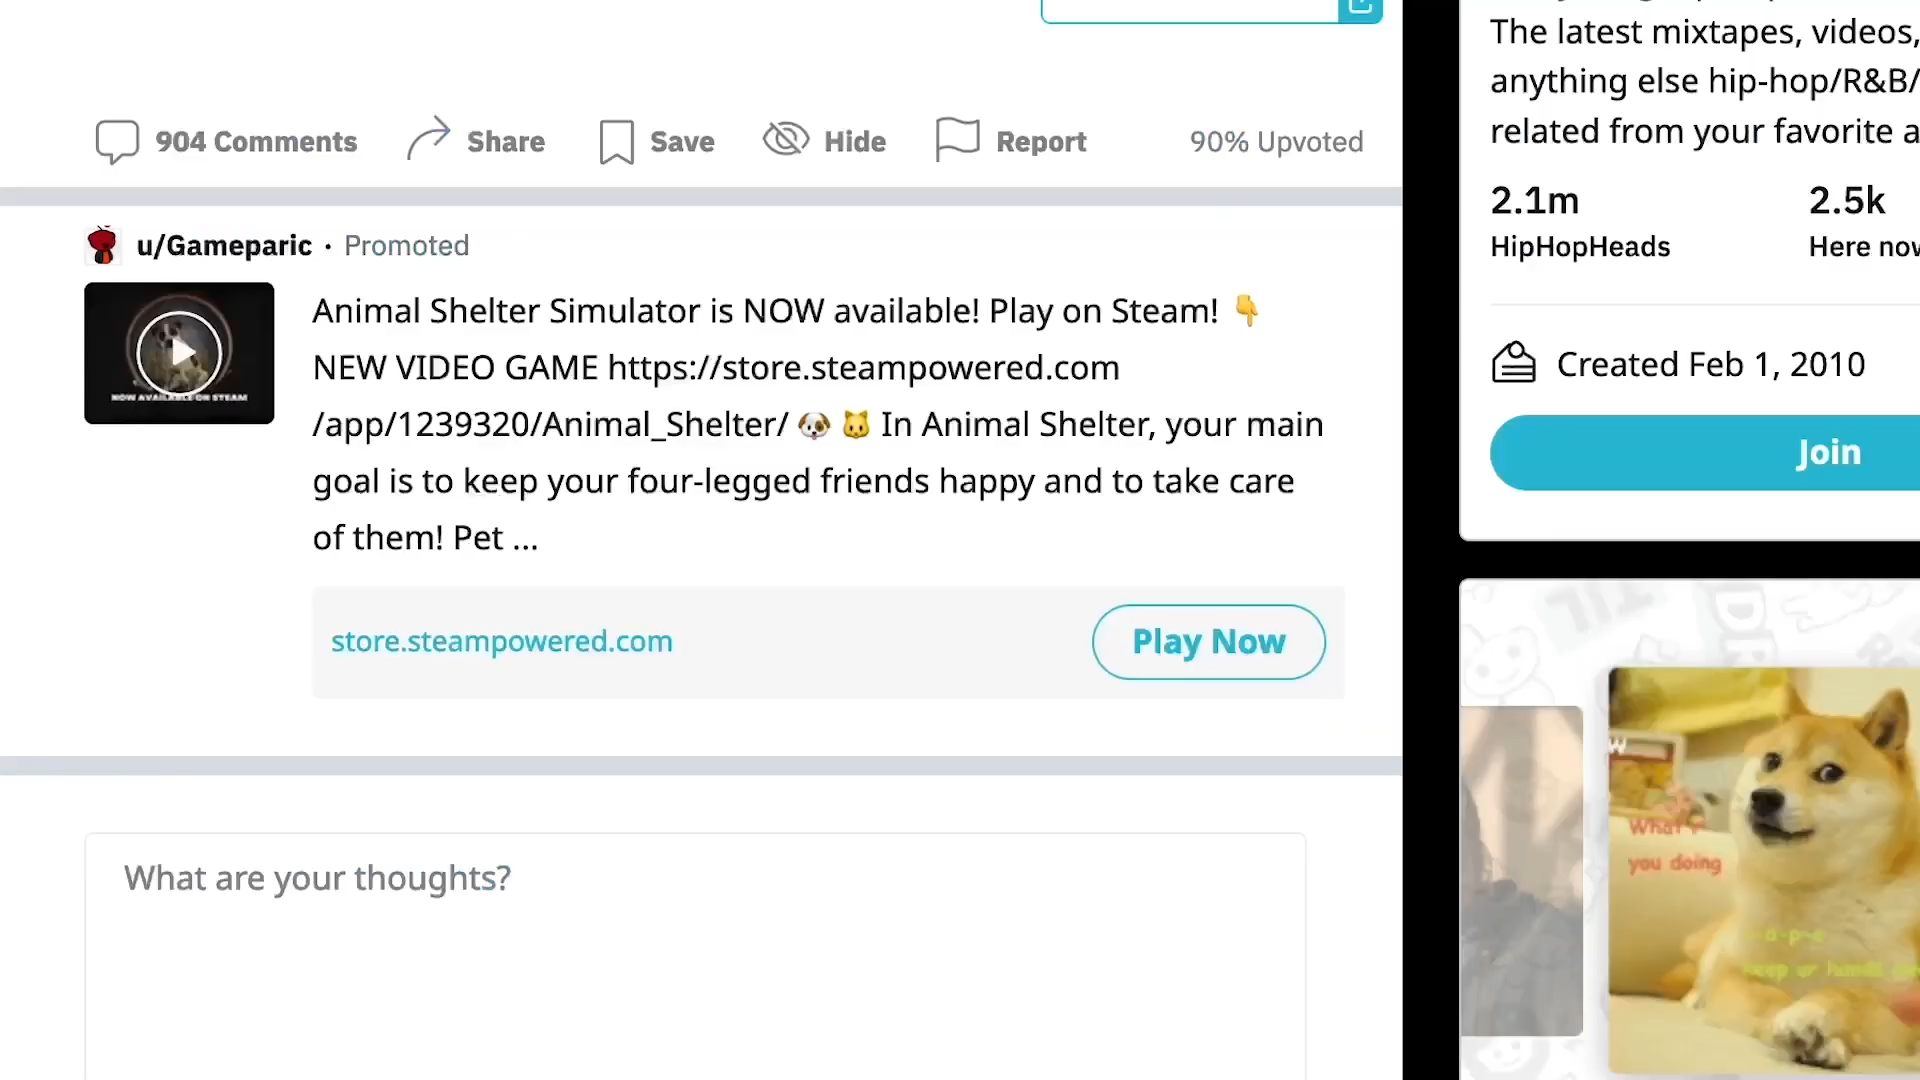 904 Comments
Share
Save
Hide
Report
90% Upvoted
u/Gameparic · Promoted
NOW AVAILABLE ON STEAM
Animal Shelter Simulator is NOW available! Play on Steam! 👇
NEW VIDEO GAME https://store.steampowered.com
/app/1239320/Animal_Shelter/ 🐶 🐱 In Animal Shelter, your main
goal is to keep your four-legged friends happy and to take care
of them! Pet ...
store.steampowered.com
Play Now
What are your thoughts?
The latest mixtapes, videos,
anything else hip-hop/R&B/
related from your favorite a
2.1m
HipHopHeads
2.5k
Here now
Created Feb 1, 2010
Join
TIL
What r
you doing